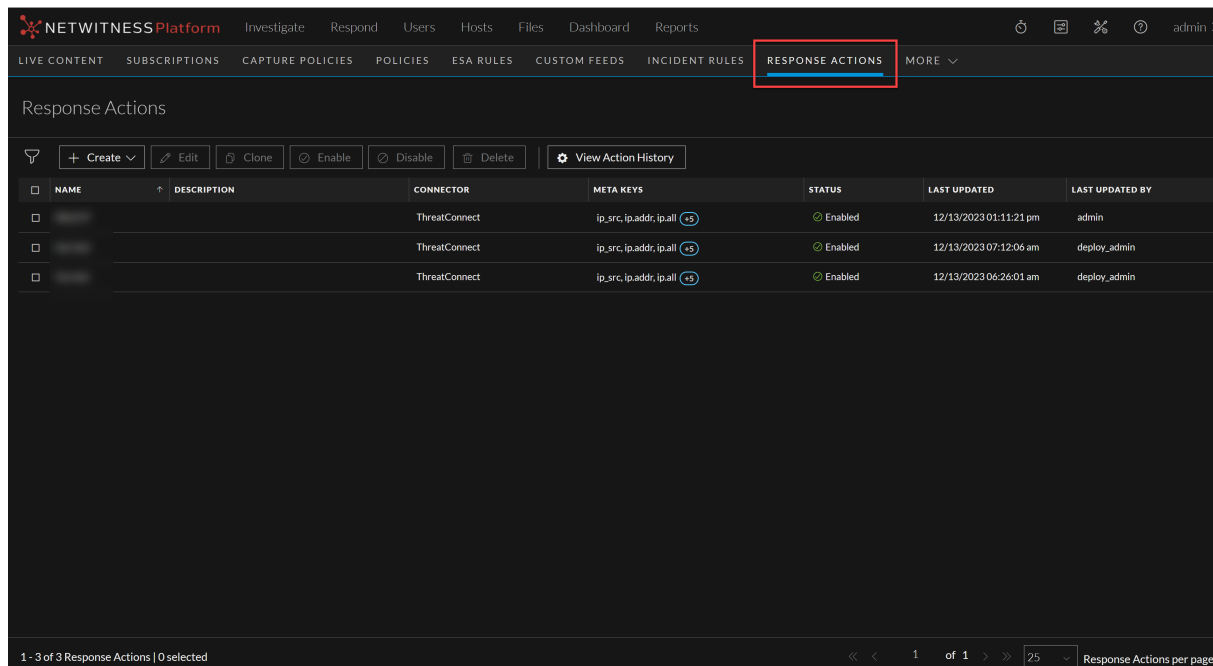 NETWITNESS Platform Investigate Respond Users Hosts Files Dashboard Reports admin
LIVE CONTENT SUBSCRIPTIONS CAPTURE POLICIES POLICIES ESA RULES CUSTOM FEEDS INCIDENT RULES RESPONSE ACTIONS MORE
Response Actions
Create Edit Clone Enable Disable Delete View Action History
NAME DESCRIPTION CONNECTOR META KEYS STATUS LAST UPDATED LAST UPDATED BY
ThreatConnect ip_src, ip.addr, ip.all +5 Enabled 12/13/2023 01:11:21 pm admin
ThreatConnect ip_src, ip.addr, ip.all +5 Enabled 12/13/2023 07:12:06 am deploy_admin
ThreatConnect ip_src, ip.addr, ip.all +5 Enabled 12/13/2023 06:26:01 am deploy_admin
1 - 3 of 3 Response Actions | 0 selected « < 1 of 1 > » 25 Response Actions per page